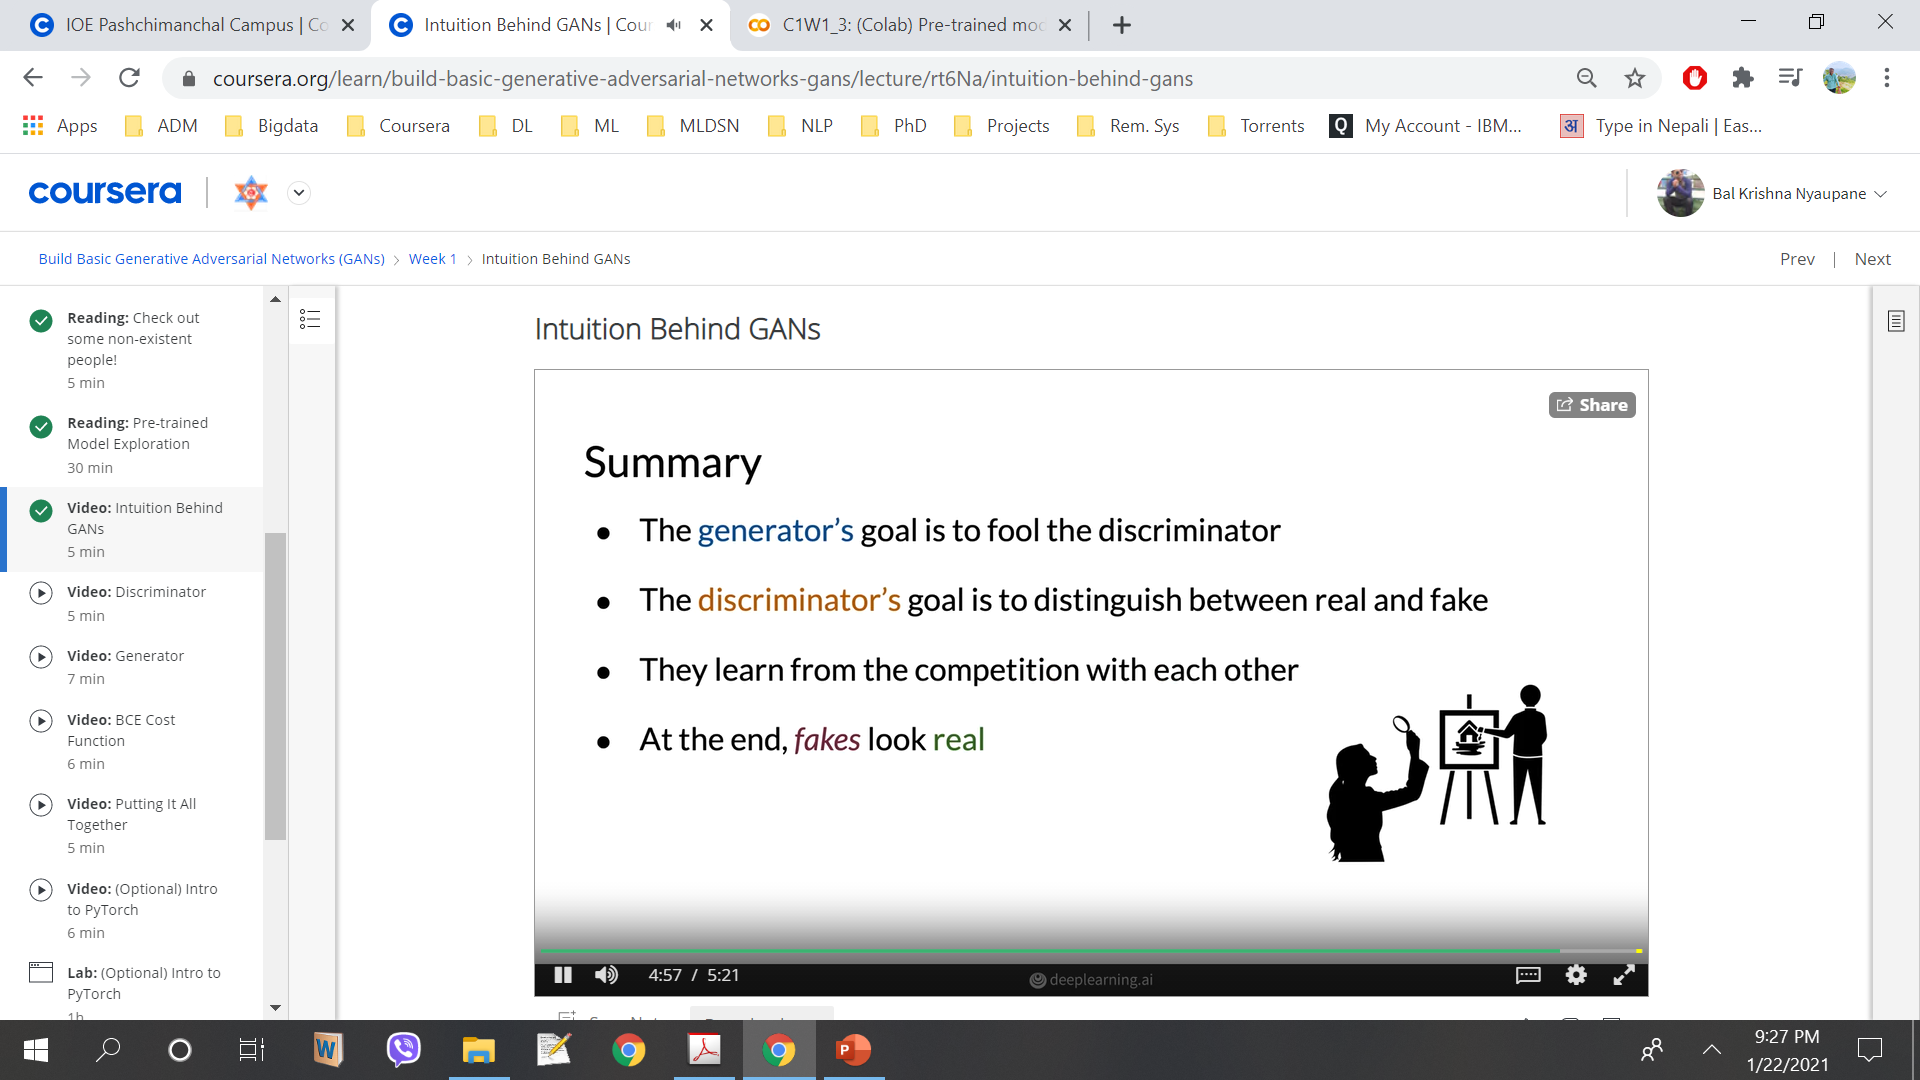 IOE Pashchimanchal Campus | Co
Intuition Behind GANs | Cour
C1W1_3: (Colab) Pre-trained mod
coursera.org/learn/build-basic-generative-adversarial-networks-gans/lecture/rt6Na/intuition-behind-gans
Apps
ADM
Bigdata
Coursera
DL
ML
MLDSN
NLP
PhD
Projects
Rem. Sys
Torrents
Q
My Account - IBM...
अ
Type in Nepali | Eas...
coursera
Bal Krishna Nyaupane
Build Basic Generative Adversarial Networks (GANs) > Week 1 > Intuition Behind GANs
Prev | Next
Reading: Check out
some non-existent
people!
5 min
Reading: Pre-trained
Model Exploration
30 min
Video: Intuition Behind
GANs
5 min
Video: Discriminator
5 min
Video: Generator
7 min
Video: BCE Cost
Function
6 min
Video: Putting It All
Together
5 min
Video: (Optional) Intro
to PyTorch
6 min
Lab: (Optional) Intro to
PyTorch
1h
Intuition Behind GANs
Share
Summary
● The generator's goal is to fool the discriminator
● The discriminator's goal is to distinguish between real and fake
● They learn from the competition with each other
● At the end, fakes look real
4:57 / 5:21
deeplearning.ai
9:27 PM
1/22/2021